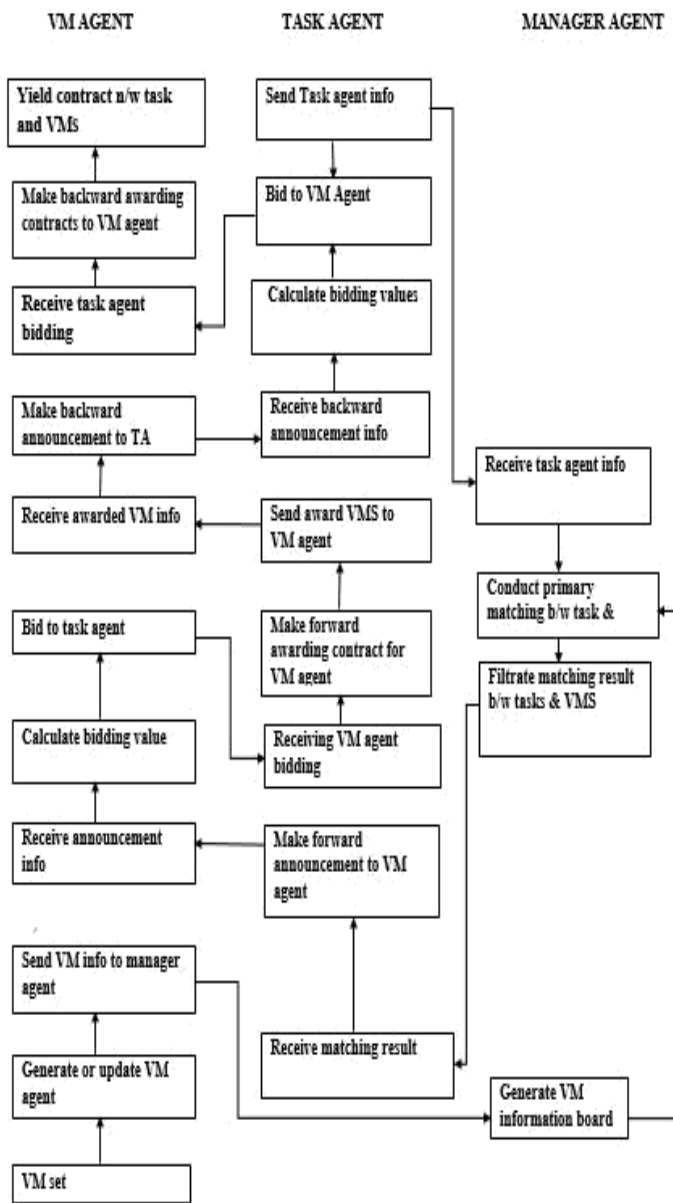 VM AGENT
TASK AGENT
MANAGER AGENT
Yield contract n/w task
and VMs
Make backward awarding
contracts to VM agent
Receive task agent
bidding
Make backward
announcement to TA
Receive awarded VM info
Bid to task agent
Calculate bidding value
Receive announcement
info
Send VM info to manager
agent
Generate or update VM
agent
VM set
Send Task agent info
Bid to VM Agent
Calculate bidding values
Receive backward
announcement info
Send award VMS to
VM agent
Make forward
awarding contract for
VM agent
Receiving VM agent
bidding
Make forward
announcement to VM
agent
Receive matching result
Receive task agent info
Conduct primary
matching b/w task &
Filtrate matching result
b/w tasks & VMS
Generate VM
information board